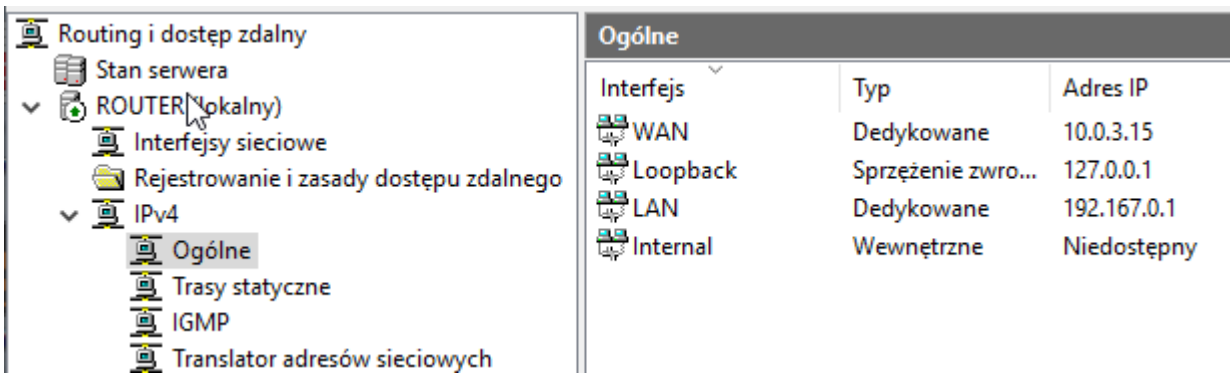 Routing i dostęp zdalny
Stan serwera
ROUTER (lokalny)
Interfejsy sieciowe
Rejestrowanie i zasady dostępu zdalnego
IPv4
Ogólne
Trasy statyczne
IGMP
Translator adresów sieciowych
Ogólne
Interfejs Typ Adres IP
WAN Dedykowane 10.0.3.15
Loopback Sprzężenie zwro... 127.0.0.1
LAN Dedykowane 192.167.0.1
Internal Wewnętrzne Niedostępny